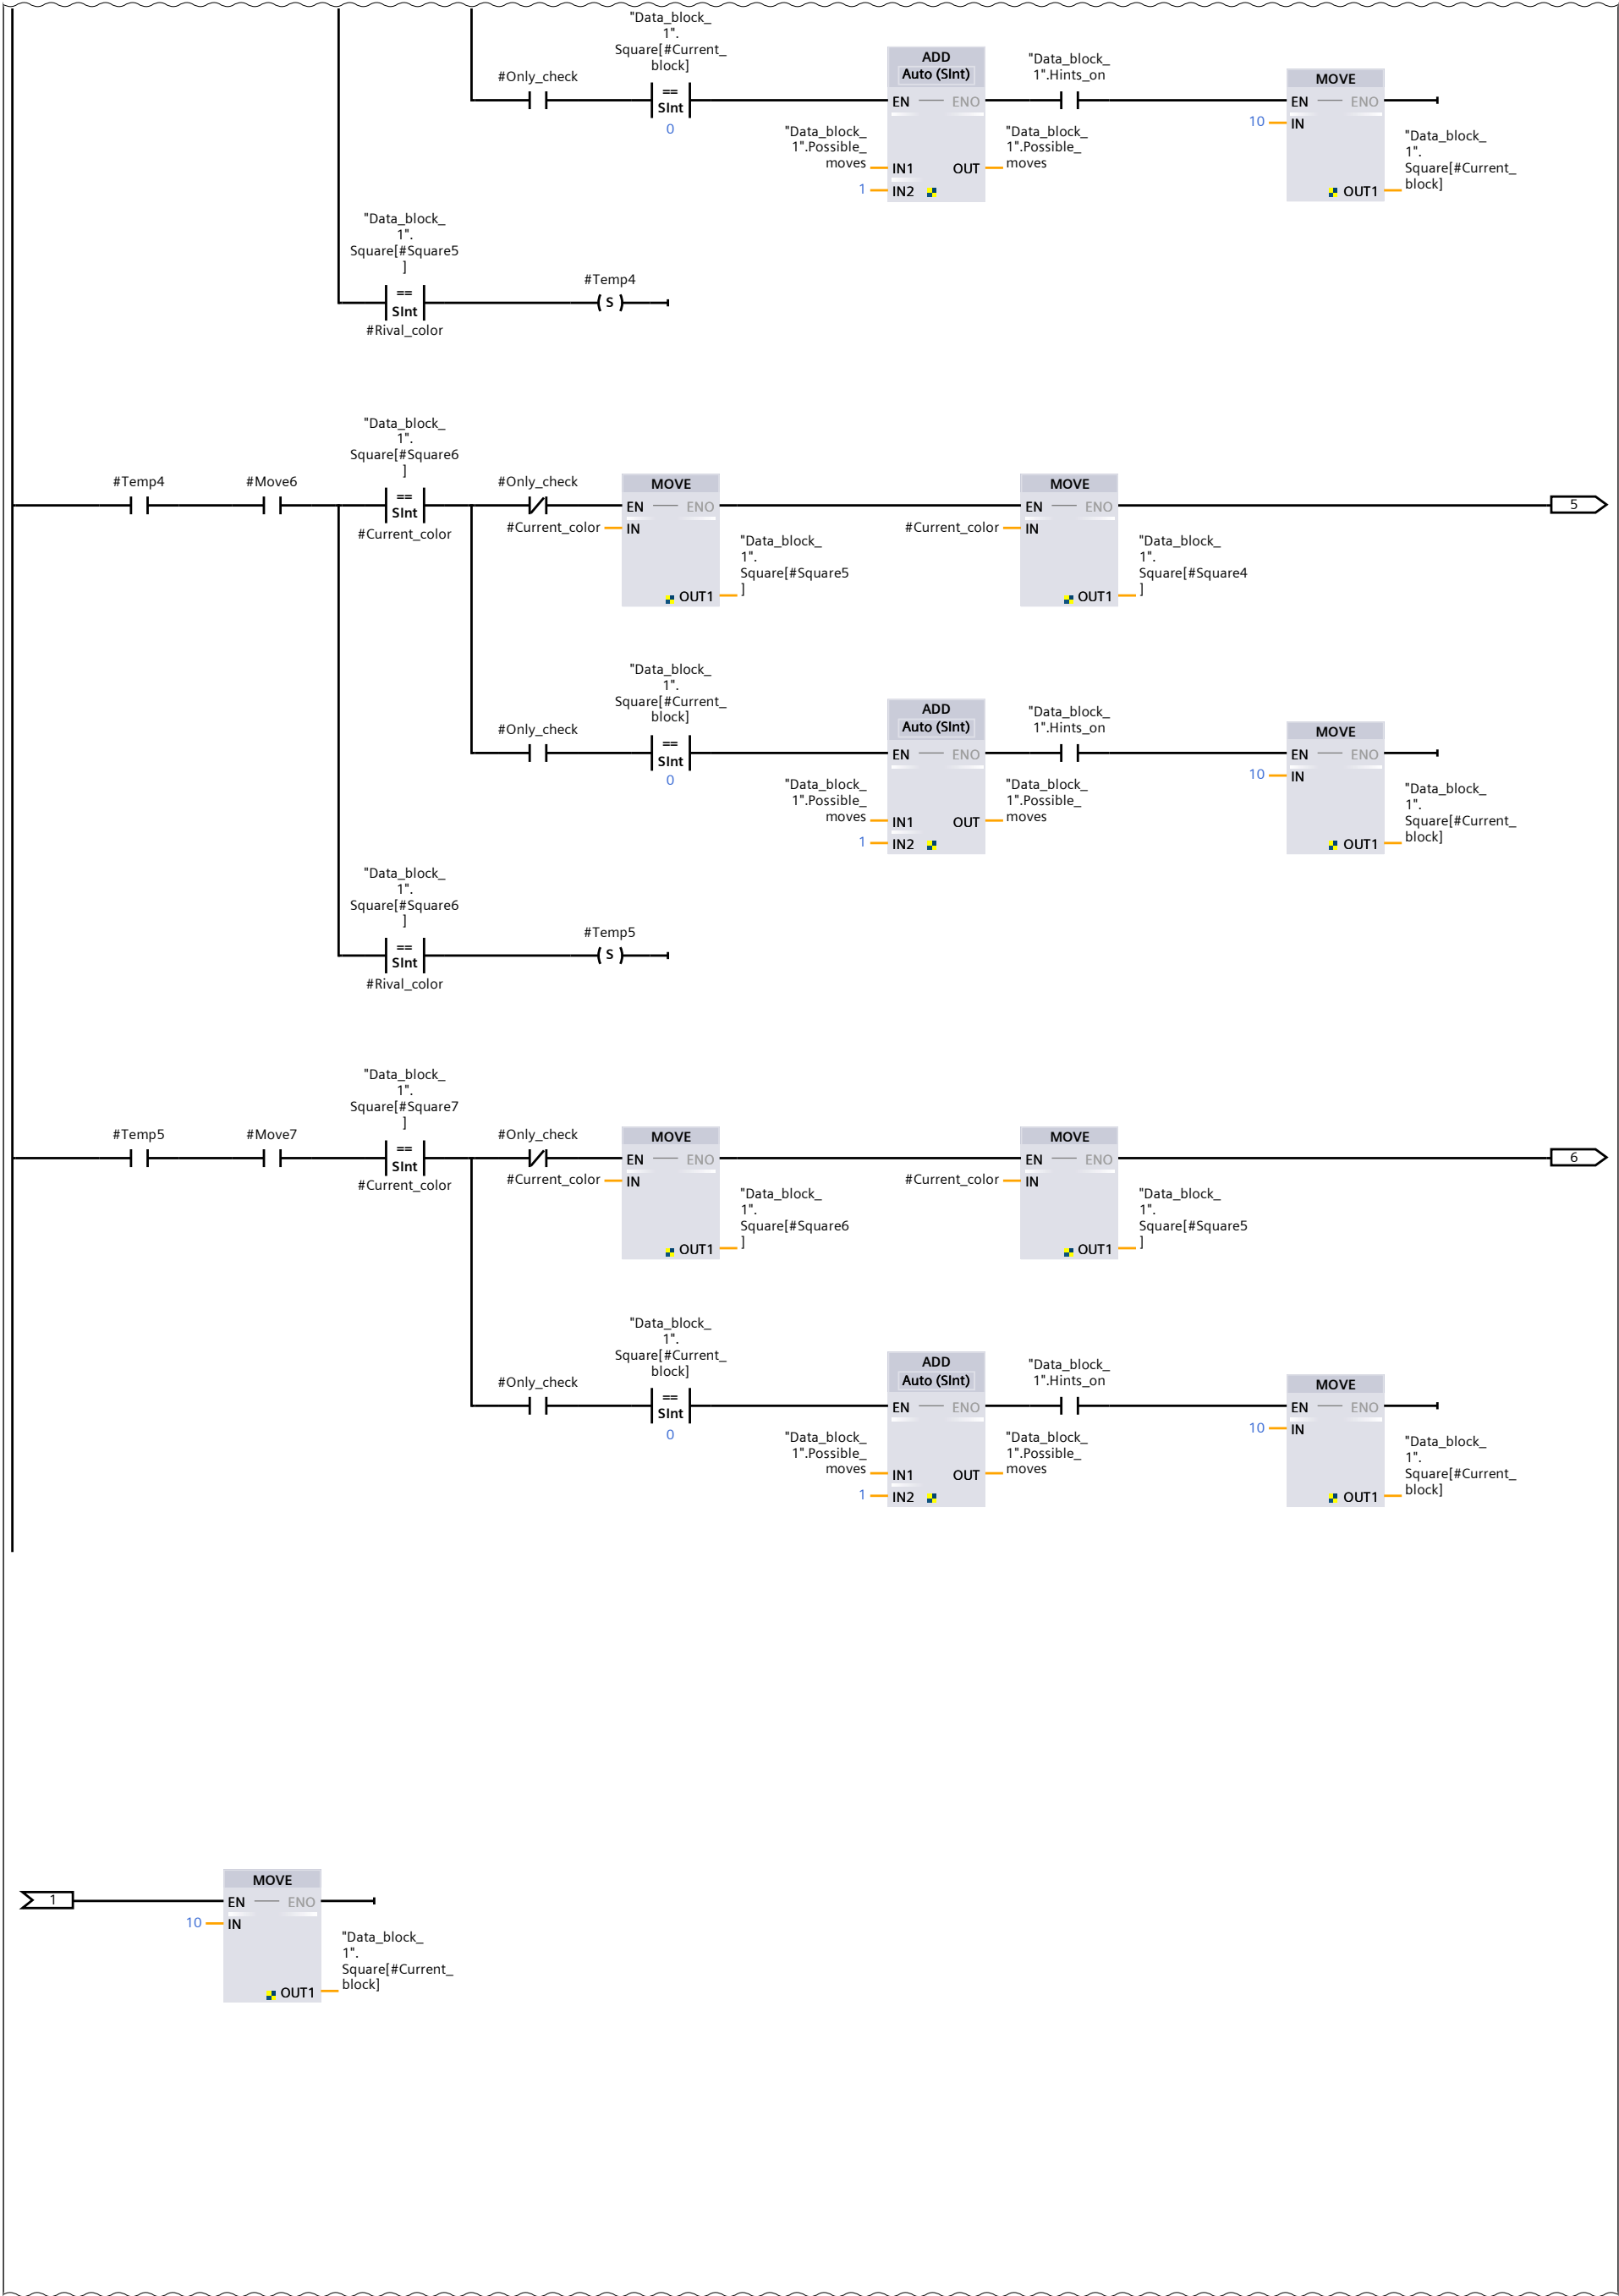 "Data_block_
1".
Square[#Current_
block]
#Only_check
==
SInt
0
ADD
Auto (SInt)
EN
ENO
"Data_block_
1".Possible_
moves
IN1
1
IN2
OUT
"Data_block_
1".Possible_
moves
"Data_block_
1".Hints_on
MOVE
EN
ENO
10
IN
OUT1
"Data_block_
1".
Square[#Current_
block]
"Data_block_
1".
Square[#Square5
]
==
SInt
#Rival_color
#Temp4
S
#Temp4
#Move6
"Data_block_
1".
Square[#Square6
]
==
SInt
#Current_color
#Only_check
MOVE
EN
ENO
#Current_color
IN
OUT1
"Data_block_
1".
Square[#Square5
]
MOVE
EN
ENO
#Current_color
IN
OUT1
"Data_block_
1".
Square[#Square4
]
5
#Only_check
"Data_block_
1".
Square[#Current_
block]
==
SInt
0
ADD
Auto (SInt)
EN
ENO
"Data_block_
1".Possible_
moves
IN1
1
IN2
OUT
"Data_block_
1".Possible_
moves
"Data_block_
1".Hints_on
MOVE
EN
ENO
10
IN
OUT1
"Data_block_
1".
Square[#Current_
block]
"Data_block_
1".
Square[#Square6
]
==
SInt
#Rival_color
#Temp5
S
#Temp5
#Move7
"Data_block_
1".
Square[#Square7
]
==
SInt
#Current_color
#Only_check
MOVE
EN
ENO
#Current_color
IN
OUT1
"Data_block_
1".
Square[#Square6
]
MOVE
EN
ENO
#Current_color
IN
OUT1
"Data_block_
1".
Square[#Square5
]
6
#Only_check
"Data_block_
1".
Square[#Current_
block]
==
SInt
0
ADD
Auto (SInt)
EN
ENO
"Data_block_
1".Possible_
moves
IN1
1
IN2
OUT
"Data_block_
1".Possible_
moves
"Data_block_
1".Hints_on
MOVE
EN
ENO
10
IN
OUT1
"Data_block_
1".
Square[#Current_
block]
1
MOVE
EN
ENO
10
IN
OUT1
"Data_block_
1".
Square[#Current_
block]